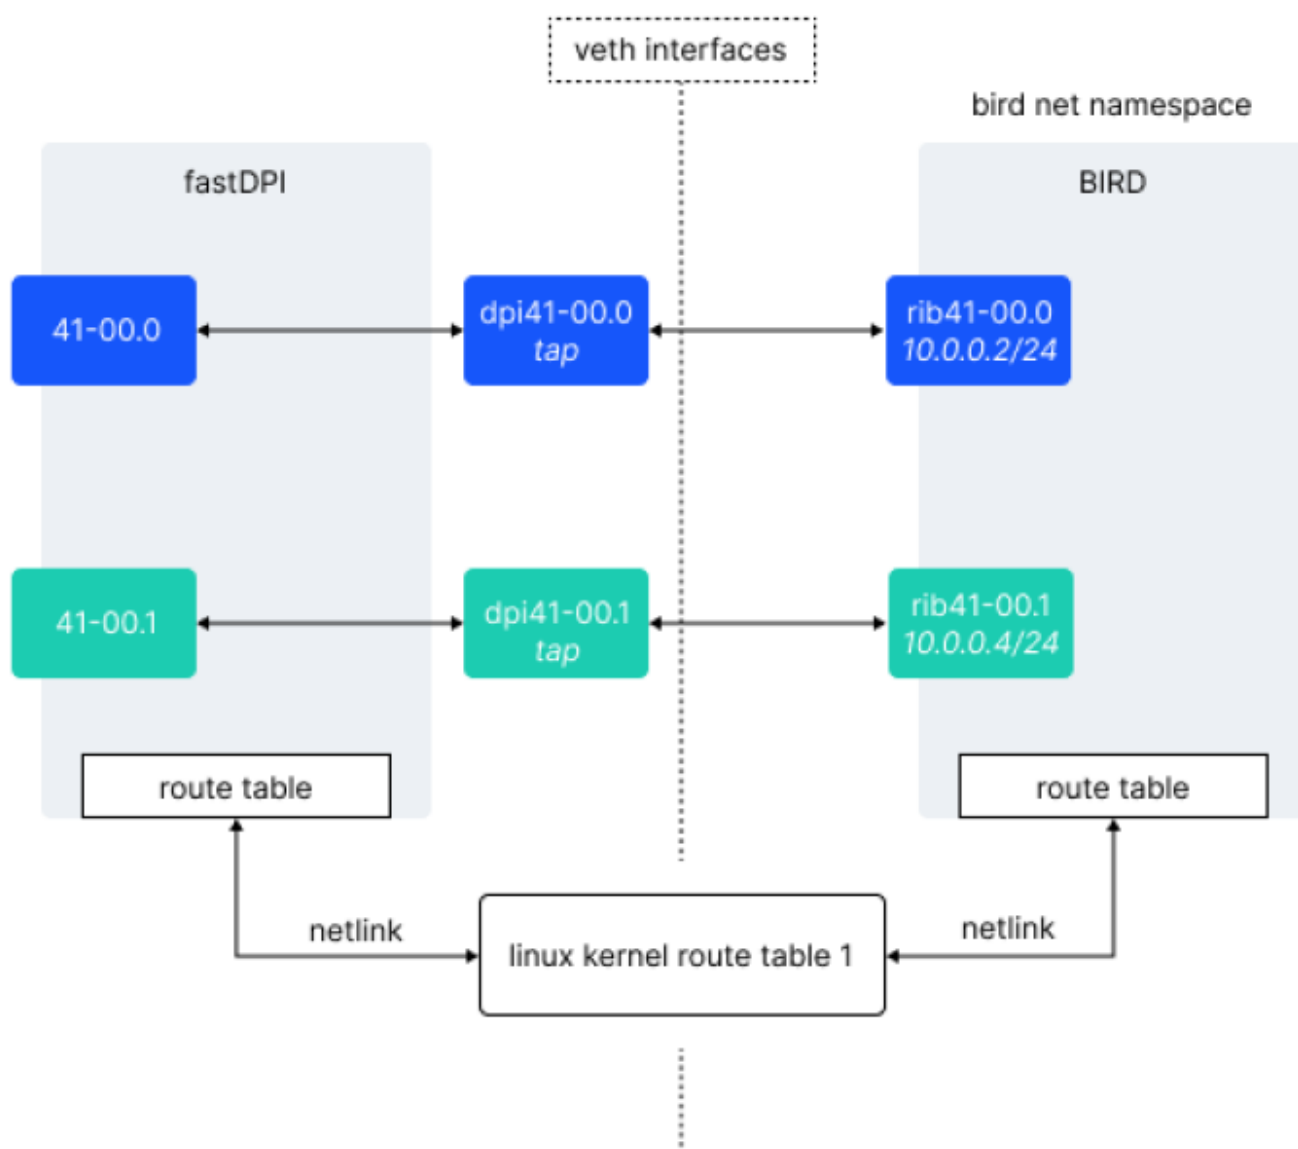 veth interfaces
bird net namespace
fastDPI
BIRD
41-00.0
dpi41-00.0
tap
rib41-00.0
10.0.0.2/24
41-00.1
dpi41-00.1
tap
rib41-00.1
10.0.0.4/24
route table
route table
netlink
netlink
linux kernel route table 1